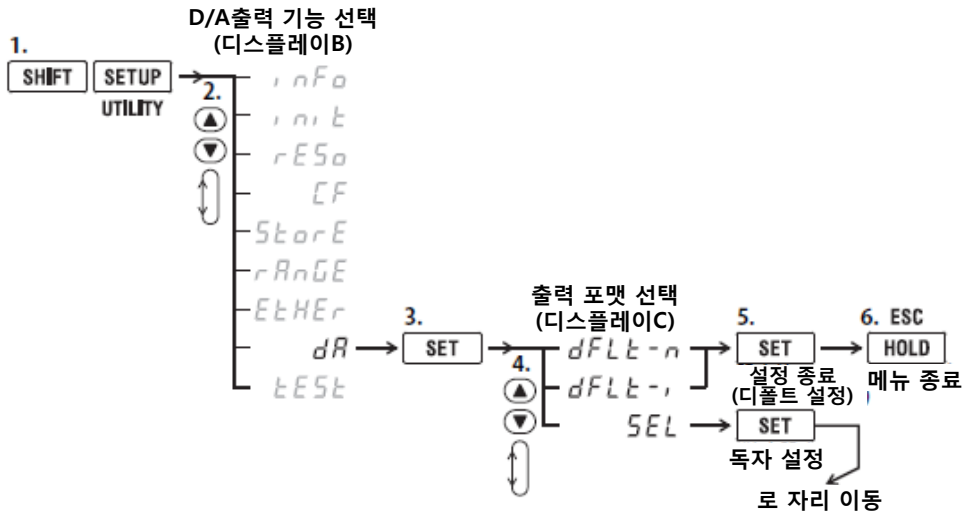 D/A출력 기능 선택
(디스플레이B)
1.
SHIFT SETUP
UTILITY
2.
inFo
init
rESo
CF
StorE
rAnGE
EtHEr
dA
tESt
3.
SET
출력 포맷 선택
(디스플레이C)
4.
dFLt-n
dFLt-i
SEL
5.
SET
설정 종료
(디폴트 설정)
6. ESC
HOLD
메뉴 종료
)
SET
독자 설정
로 자리 이동